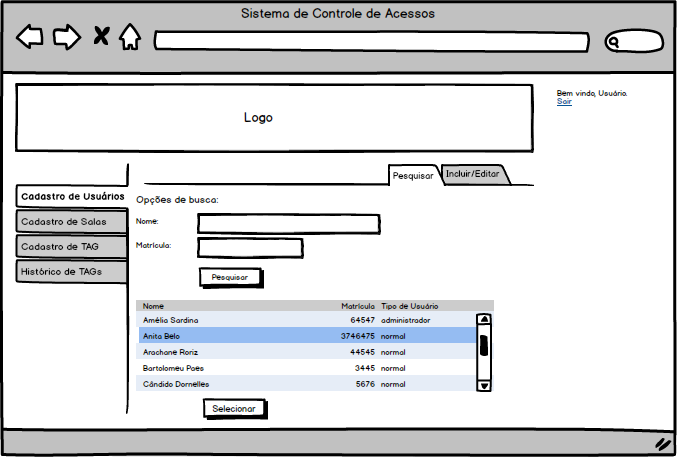 Sistema de Controle de Acessos
Bem vindo, Usuário.
Sair
Logo
Pesquisar
Incluir/Editar
Cadastro de Usuários
Cadastro de Salas
Cadastro de TAG
Histórico de TAGs
Opções de busca:
Nome:
Matrícula:
Pesquisar
Nome Matrícula Tipo de Usuário
Amélia Sardina 64547 administrador
Anita Belo 3746475 normal
Arachane Roriz 44545 normal
Bartolomeu Paes 3445 normal
Cândido Dornelles 5676 normal
Selecionar